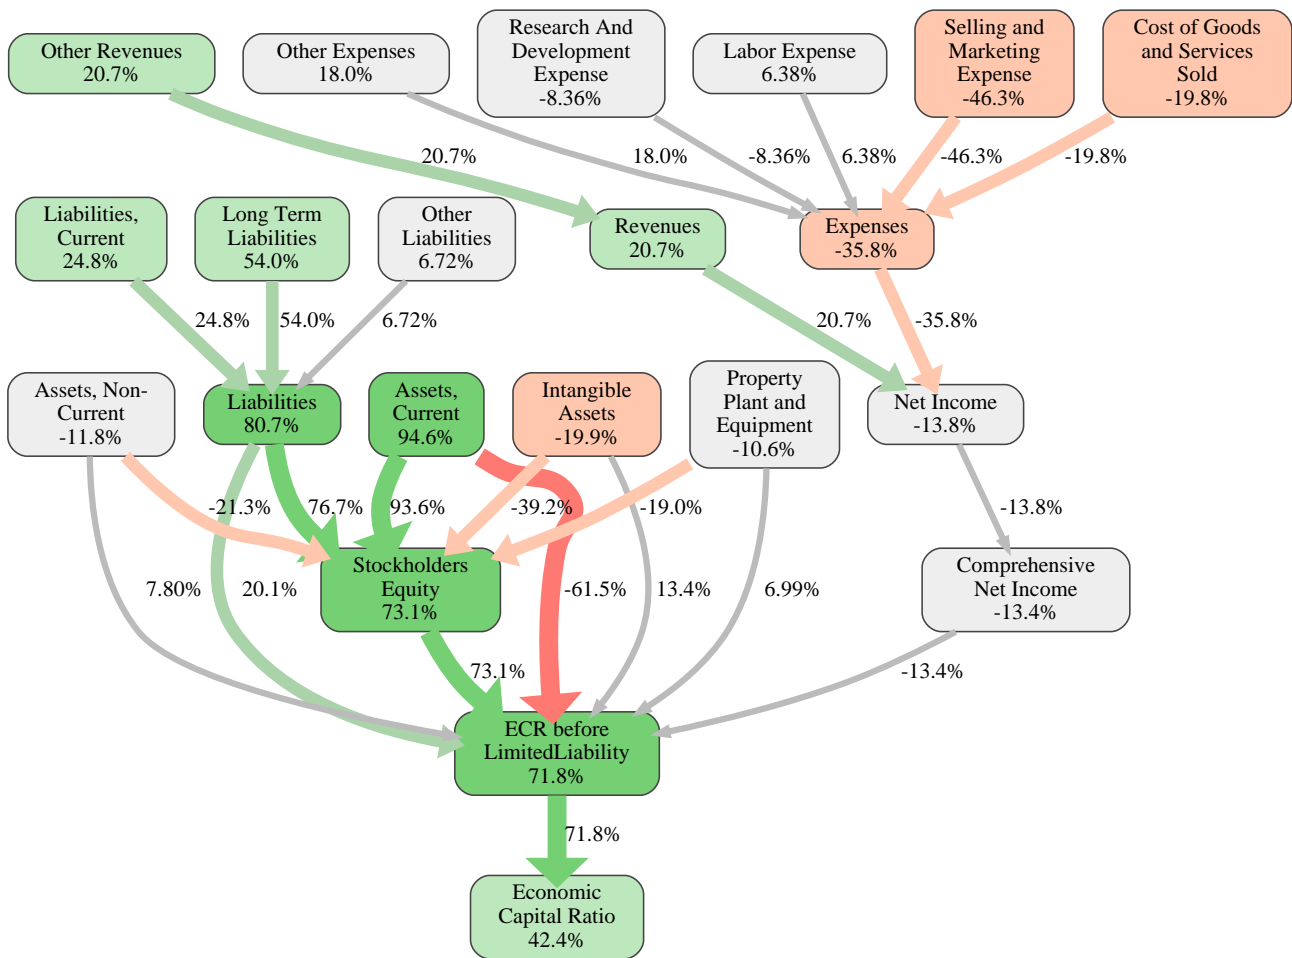 Other Revenues
20.7%
Other Expenses
18.0%
Research And
Development
Expense
-8.36%
Labor Expense
6.38%
Selling and
Marketing
Expense
-46.3%
Cost of Goods
and Services
Sold
-19.8%
20.7%
18.0%
-8.36%
6.38%
-46.3%
-19.8%
Liabilities,
Current
24.8%
Long Term
Liabilities
54.0%
Other
Liabilities
6.72%
Revenues
20.7%
Expenses
-35.8%
24.8%
54.0%
6.72%
20.7%
-35.8%
Assets, Non-
Current
-11.8%
Liabilities
80.7%
Assets,
Current
94.6%
Intangible
Assets
-19.9%
Property
Plant and
Equipment
-10.6%
Net Income
-13.8%
-21.3%
76.7%
93.6%
-39.2%
-19.0%
-13.8%
7.80%
20.1%
Stockholders
Equity
73.1%
-61.5%
13.4%
6.99%
Comprehensive
Net Income
-13.4%
73.1%
-13.4%
ECR before
LimitedLiability
71.8%
71.8%
Economic
Capital Ratio
42.4%